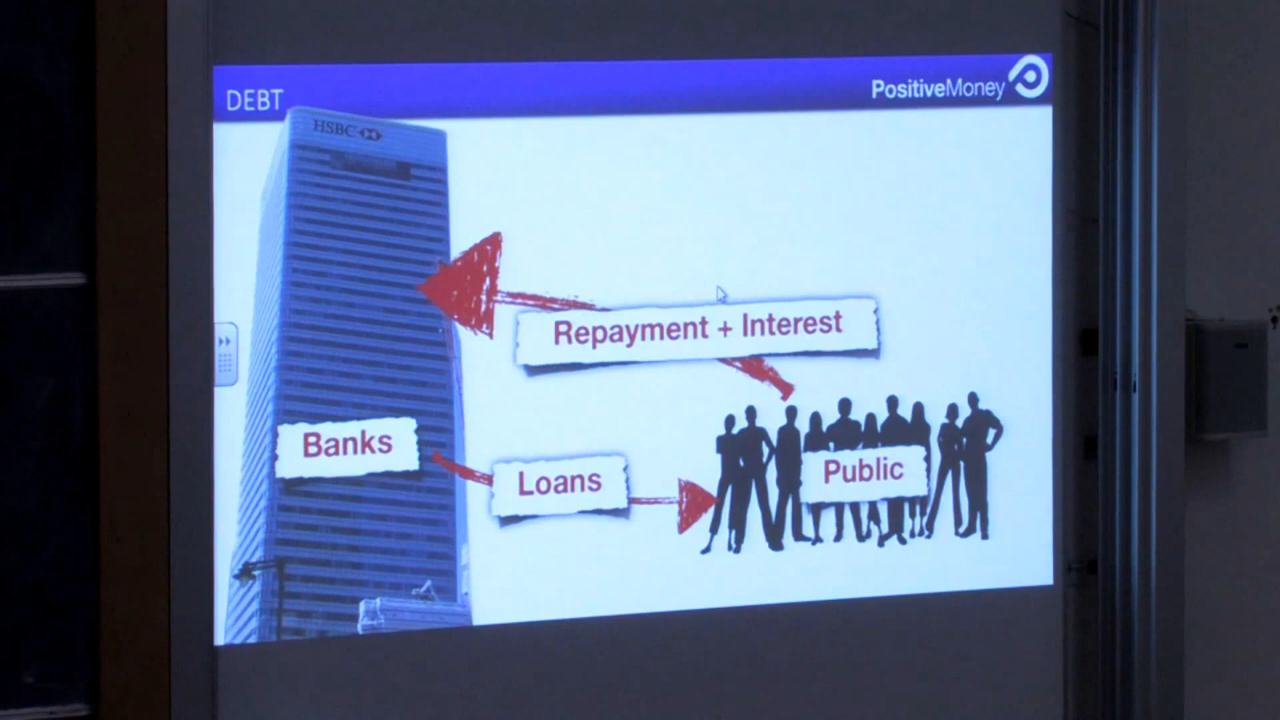 DEBT
PositiveMoney
HSBC
Repayment + Interest
Banks
Loans
Public